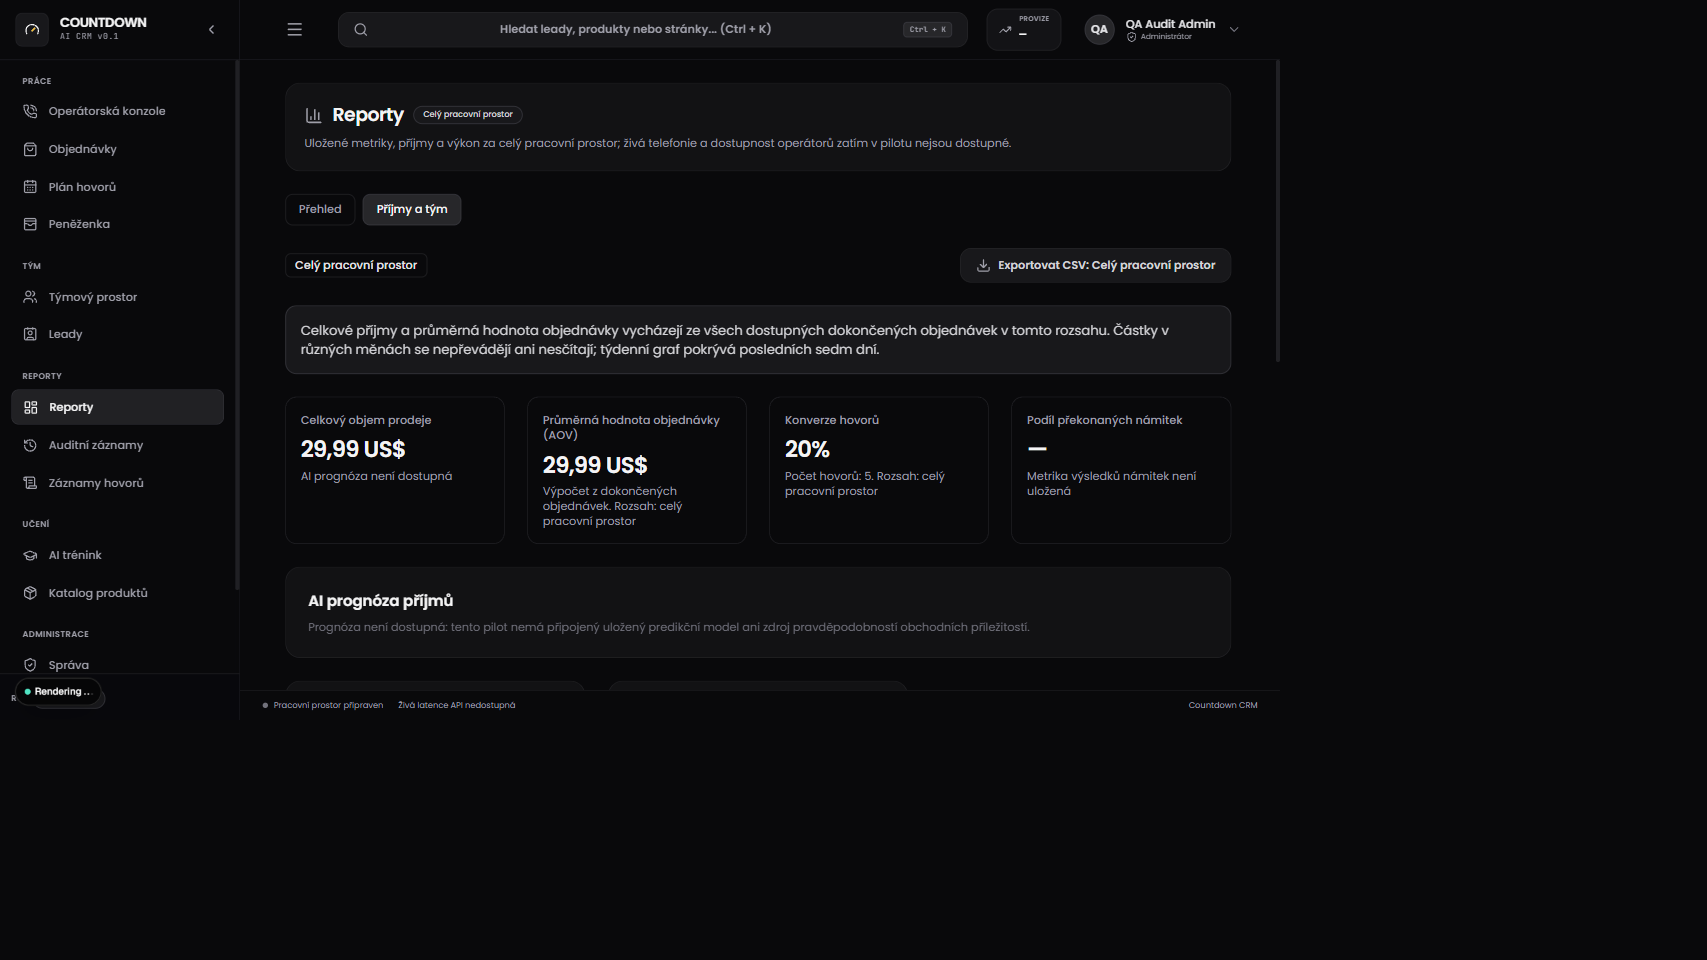 COUNTDOWN
AI CRM v0.1
PRÁCE
Operátorská konzole
Objednávky
Plán hovorů
Peněženka
TÝM
Týmový prostor
Leady
REPORTY
Reporty
Auditní záznamy
Záznamy hovorů
UČENÍ
AI trénink
Katalog produktů
ADMINISTRACE
Správa
Rendering ...
Hledat leady, produkty nebo stránky... (Ctrl + K)
Ctrl + K
PROVIZE
–
QA
QA Audit Admin
Administrátor
Reporty
Celý pracovní prostor
Uložené metriky, příjmy a výkon za celý pracovní prostor; živá telefonie a dostupnost operátorů zatím v pilotu nejsou dostupné.
Přehled
Příjmy a tým
Celý pracovní prostor
Exportovat CSV: Celý pracovní prostor
Celkové příjmy a průměrná hodnota objednávky vycházejí ze všech dostupných dokončených objednávek v tomto rozsahu. Částky v
různých měnách se nepřevádějí ani nesčítají; týdenní graf pokrývá posledních sedm dní.
Celkový objem prodeje
29,99 US$
AI prognóza není dostupná
Průměrná hodnota objednávky
(AOV)
29,99 US$
Výpočet z dokončených
objednávek. Rozsah: celý
pracovní prostor
Konverze hovorů
20%
Počet hovorů: 5. Rozsah: celý
pracovní prostor
Podíl překonaných námitek
—
Metrika výsledků námitek není
uložená
AI prognóza příjmů
Prognóza není dostupná: tento pilot nemá připojený uložený predikční model ani zdroj pravděpodobností obchodních příležitostí.
Pracovní prostor připraven
Živá latence API nedostupná
Countdown CRM